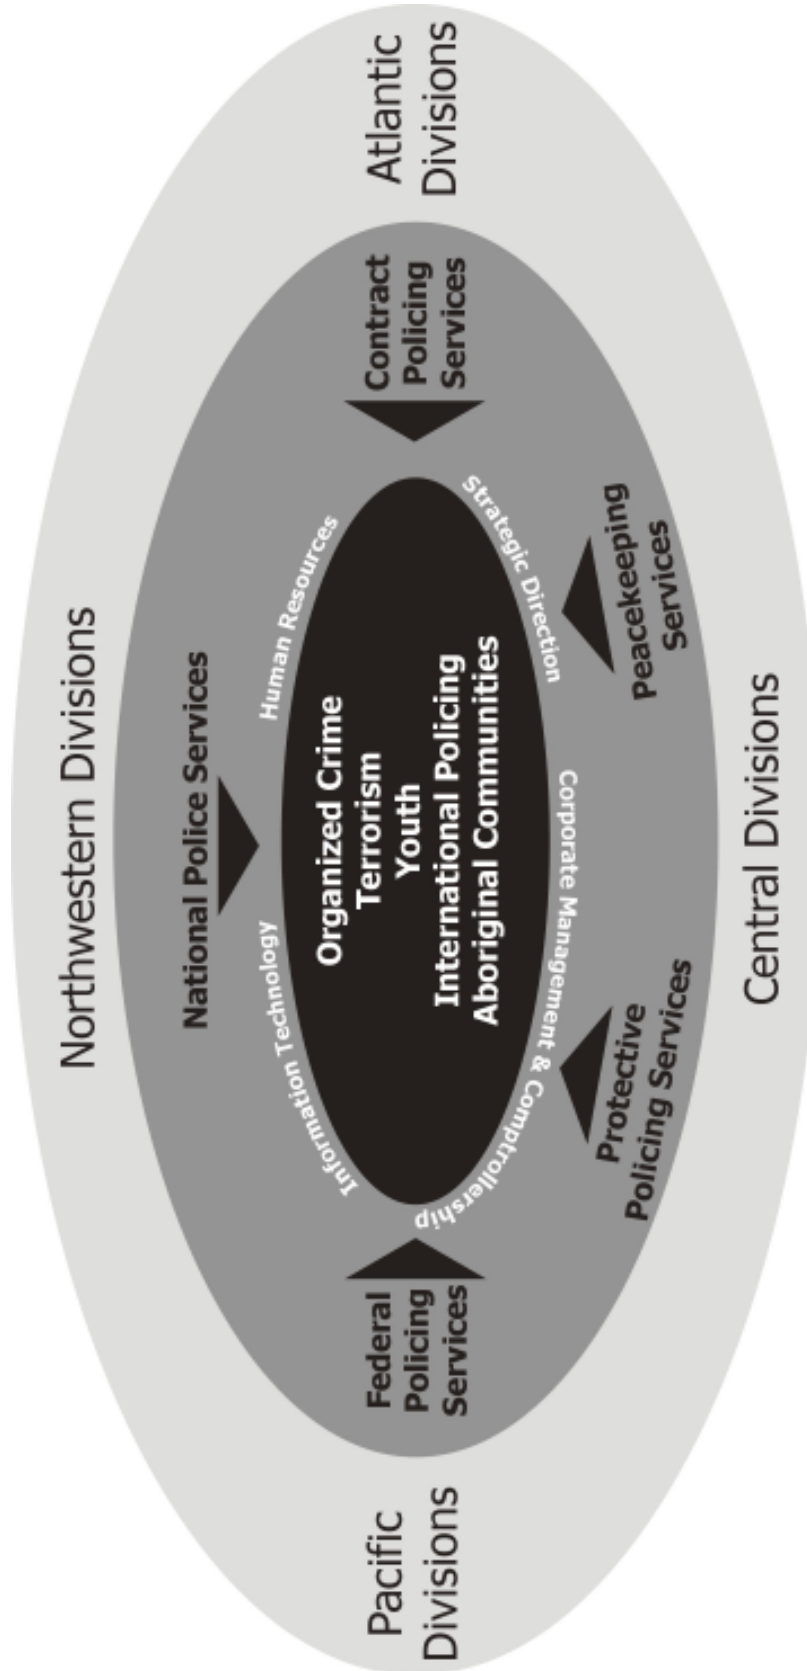 Northwestern Divisions
National Police Services
Information Technology
Human Resources
Pacific
Divisions
Federal
Policing
Services
Organized Crime
Terrorism
Youth
International Policing
Aboriginal Communities
Contract
Policing
Services
Atlantic
Divisions
Corporate Management & Comptrollership
Strategic Direction
Protective
Policing Services
Peacekeeping
Services
Central Divisions